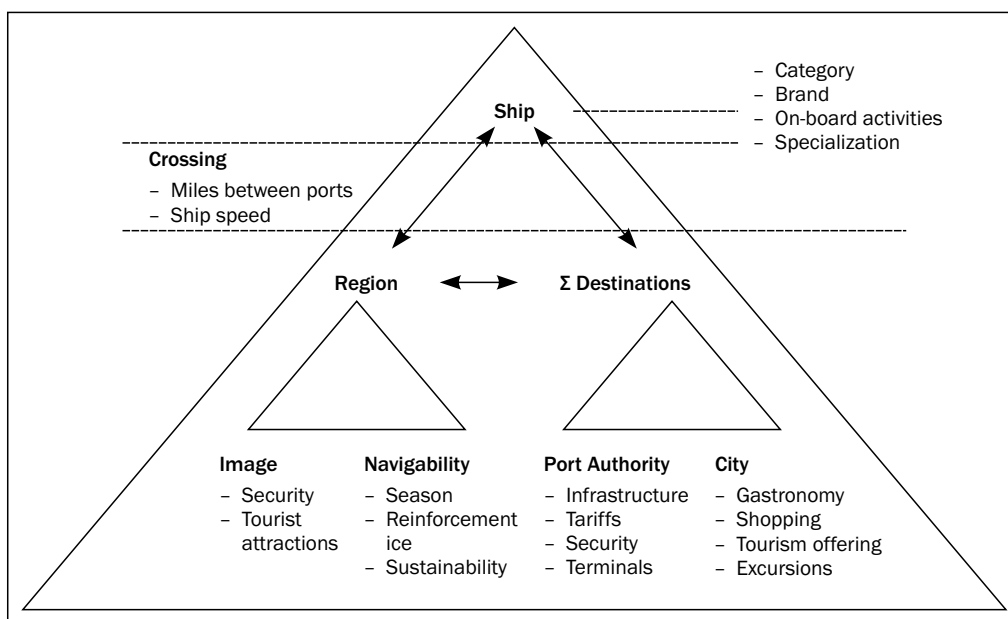 Ship
– Category
– Brand
– On-board activities
– Specialization
Crossing
– Miles between ports
– Ship speed
Region
Σ Destinations
Image
– Security
– Tourist
attractions
Navigability
– Season
– Reinforcement
ice
– Sustainability
Port Authority
– Infrastructure
– Tariffs
– Security
– Terminals
City
– Gastronomy
– Shopping
– Tourism offering
– Excursions